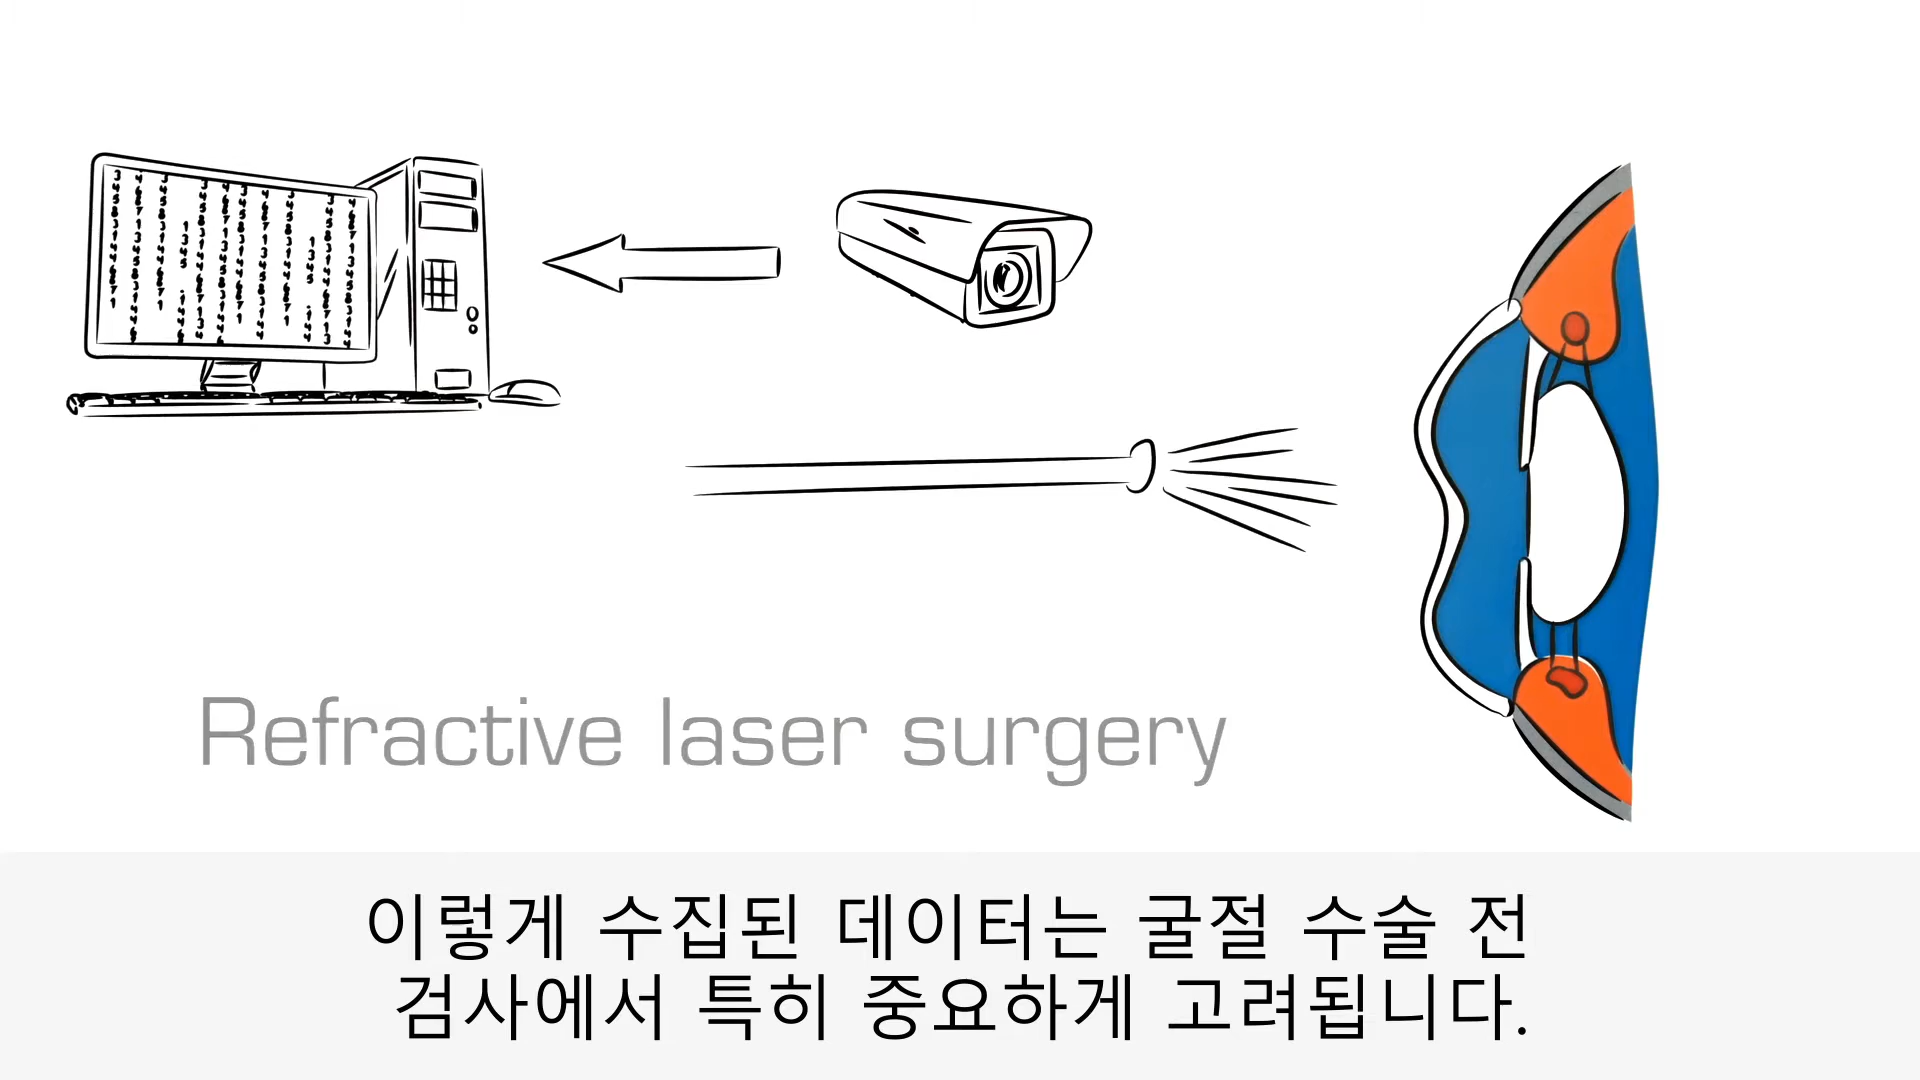 Refractive laser surgery
이렇게 수집된 데이터는 굴절 수술 전
검사에서 특히 중요하게 고려됩니다.